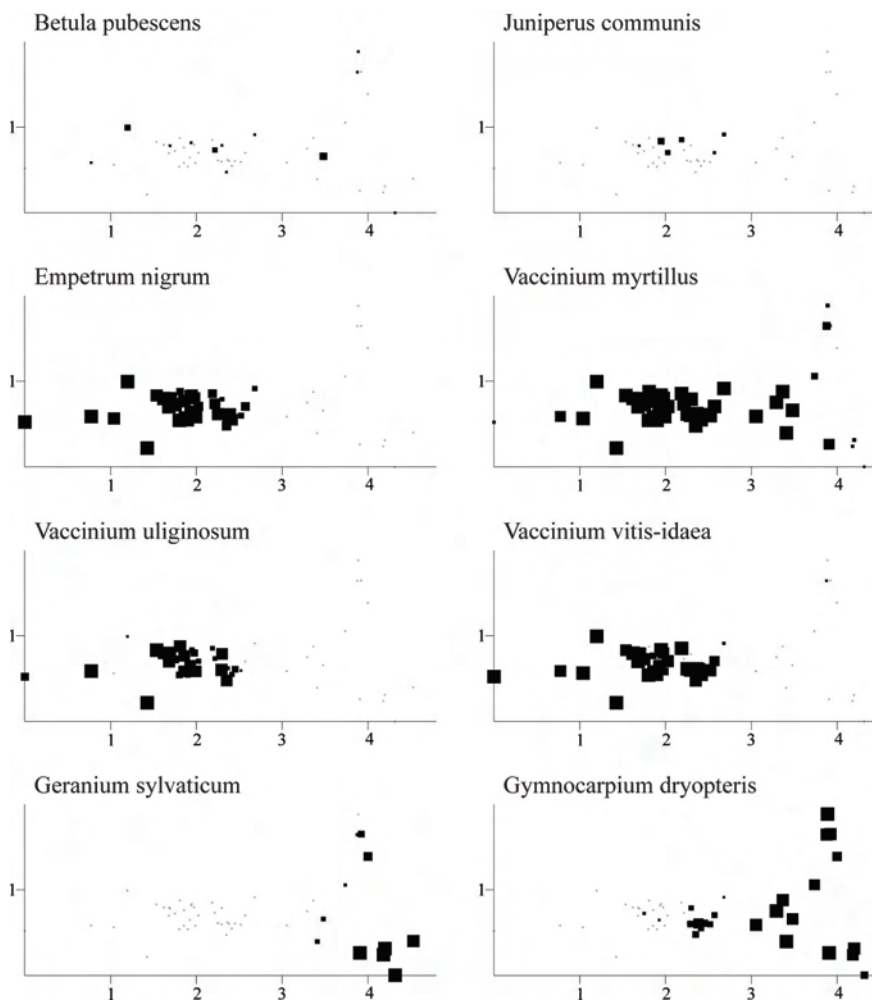 Betula pubescens
1
1 2 3 4
Juniperus communis
1
1 2 3 4
Empetrum nigrum
1
1 2 3 4
Vaccinium myrtillus
1
1 2 3 4
Vaccinium uliginosum
1
1 2 3 4
Vaccinium vitis-idaea
1
1 2 3 4
Geranium sylvaticum
1
1 2 3 4
Gymnocarpium dryopteris
1
1 2 3 4